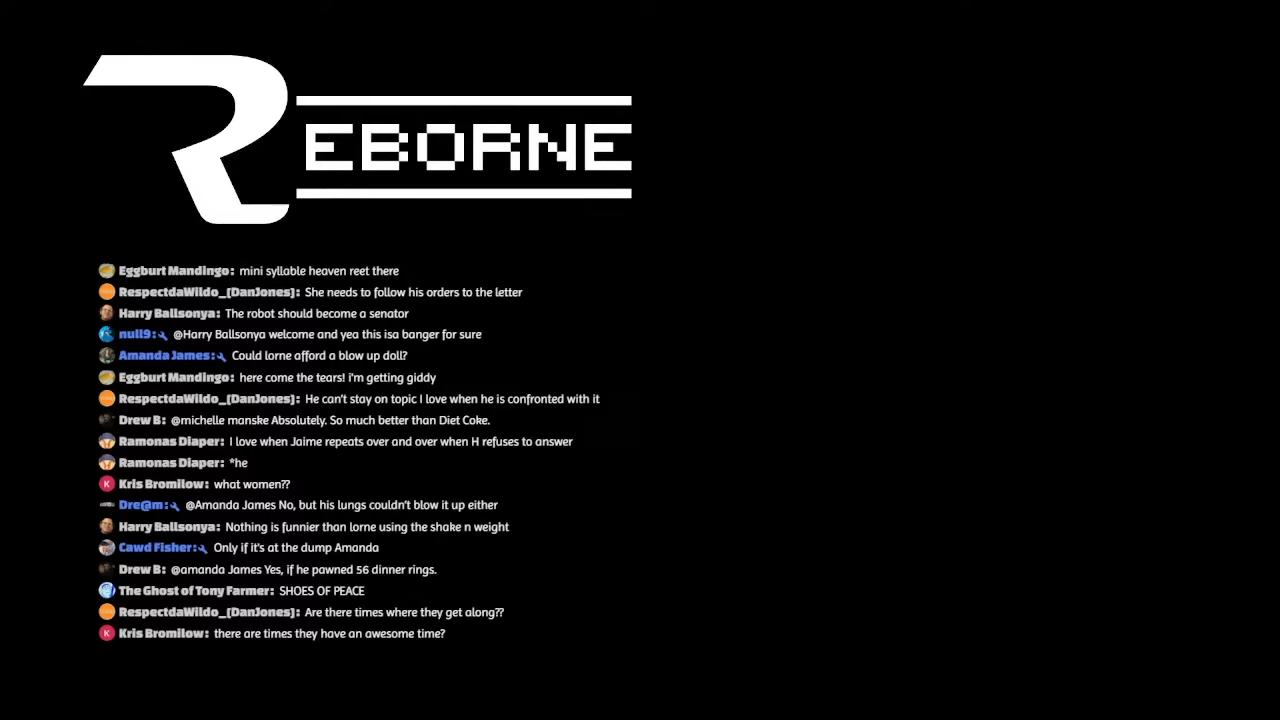 REBORNE
Eggburt Mandingo: mini syllable heaven reet there
RespectdaWildo_[DanJones]: She needs to follow his orders to the letter
Harry Ballsonya: The robot should become a senator
null9: @Harry Ballsonya welcome and yea this isa banger for sure
Amanda James: Could lorne afford a blow up doll?
Eggburt Mandingo: here come the tears! i'm getting giddy
RespectdaWildo_[DanJones]: He can't stay on topic I love when he is confronted with it
Drew B: @michelle manske Absolutely. So much better than Diet Coke.
Ramonas Diaper: I love when Jaime repeats over and over when H refuses to answer
Ramonas Diaper: *he
K Kris Bromilow: what women??
Dre@m: @Amanda James No, but his lungs couldn't blow it up either
Harry Ballsonya: Nothing is funnier than lorne using the shake n weight
Cawd Fisher: Only if it's at the dump Amanda
Drew B: @amanda James Yes, if he pawned 56 dinner rings.
The Ghost of Tony Farmer: SHOES OF PEACE
RespectdaWildo_[DanJones]: Are there times where they get along??
K Kris Bromilow: there are times they have an awesome time?